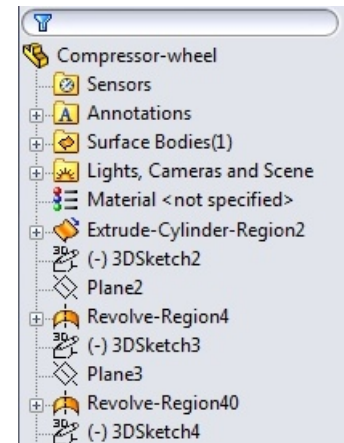 Compressor-wheel
Sensors
Annotations
Surface Bodies(1)
Lights, Cameras and Scene
Material <not specified>
Extrude-Cylinder-Region2
(-) 3DSketch2
Plane2
Revolve-Region4
(-) 3DSketch3
Plane3
Revolve-Region40
(-) 3DSketch4